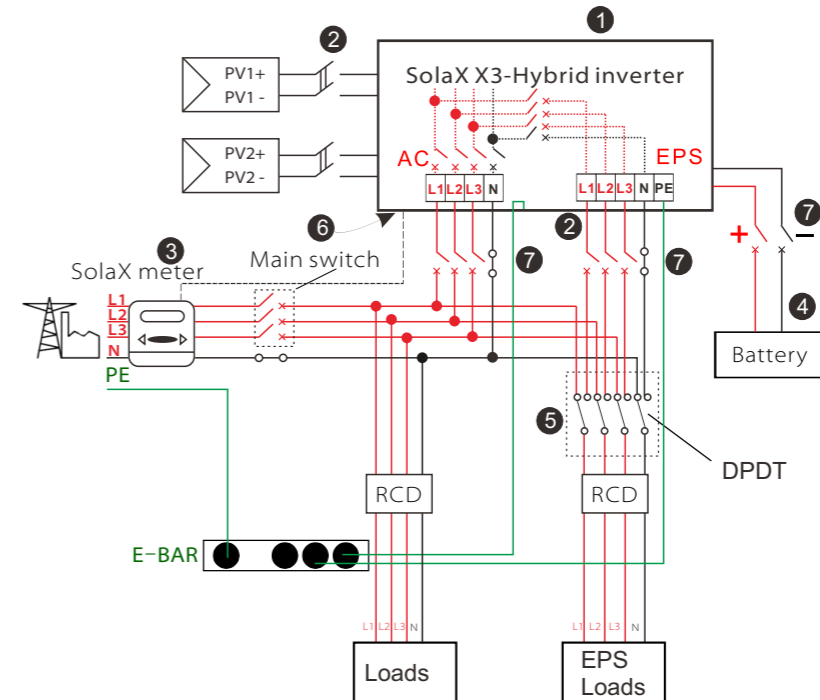 1
2
PV1+
PV1 -
SolaX X3-Hybrid inverter
PV2+
PV2 -
AC
EPS
L1 L2 L3 N
L1 L2 L3 N PE
6
2
7
7
+
–
7
3
SolaX meter
Main switch
L1
L2
L3
N
PE
4
Battery
5
DPDT
RCD
RCD
E-BAR
L1 L2 L3 N
L1 L2 L3 N
Loads
EPS
Loads